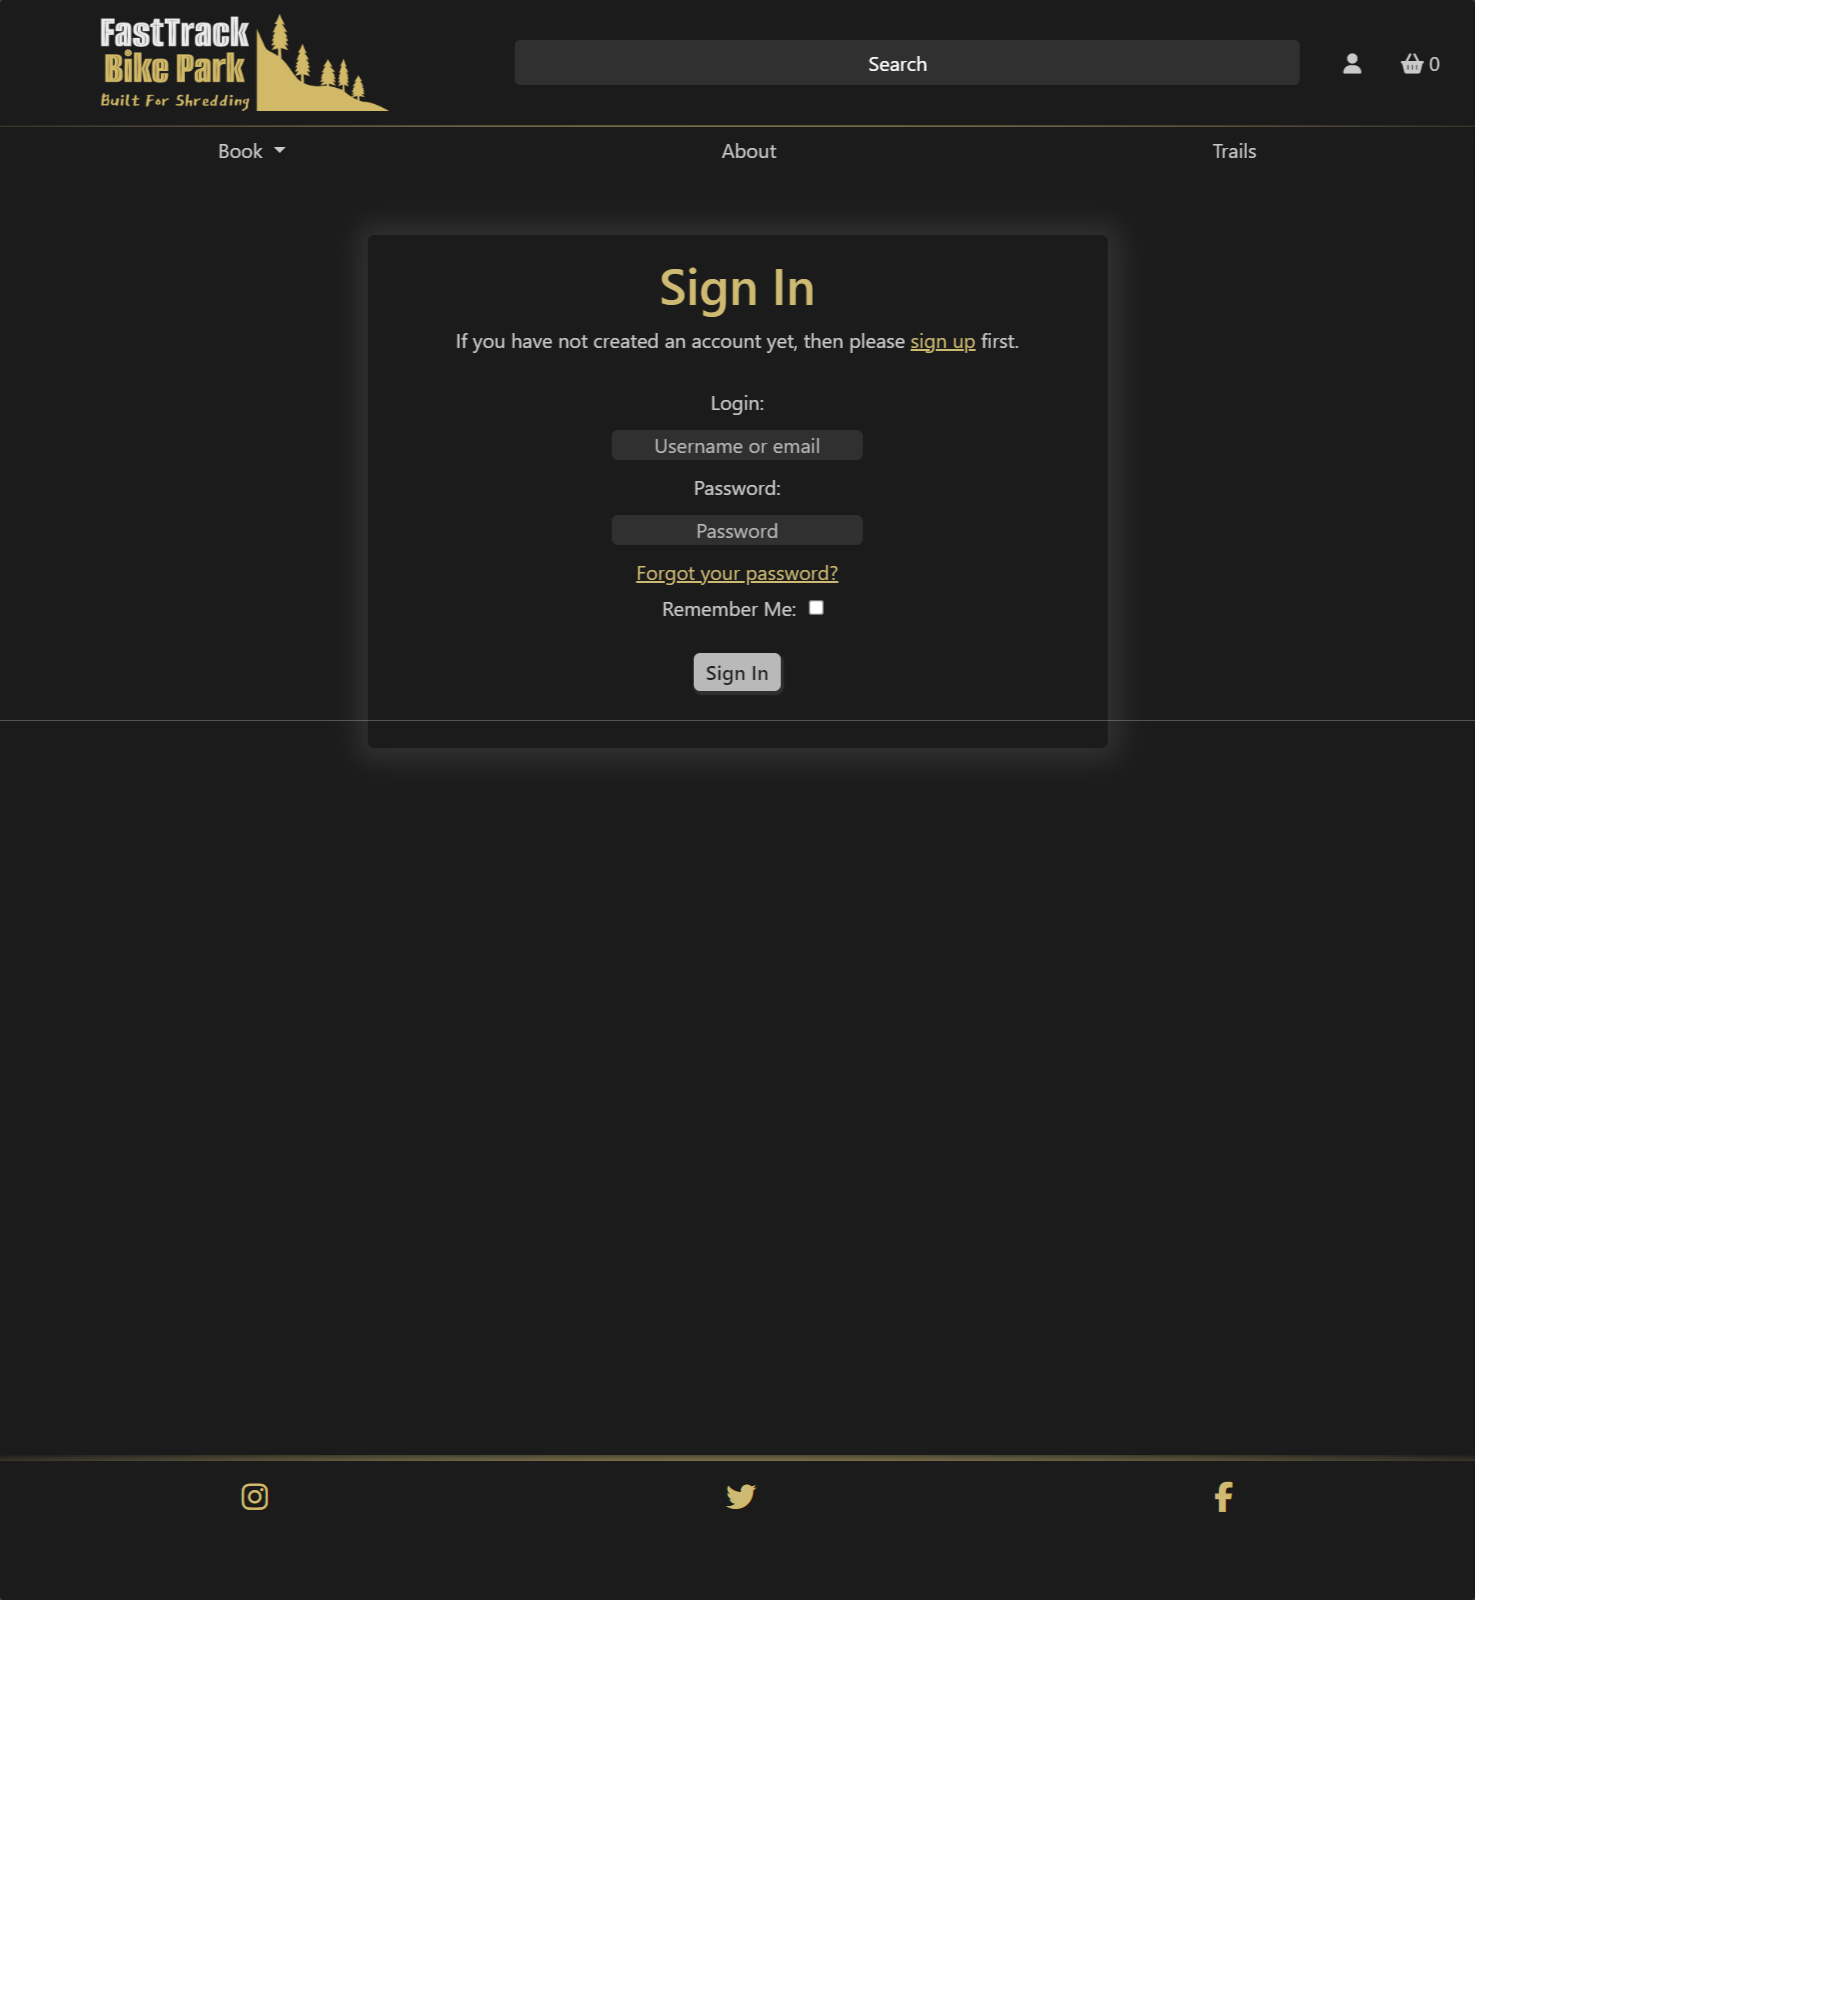 FastTrack
Bike Park
Built For Shredding
Search
0
Book
About
Trails
Sign In
If you have not created an account yet, then please sign up first.
Login:
Username or email
Password:
Password
Forgot your password?
Remember Me:
Sign In